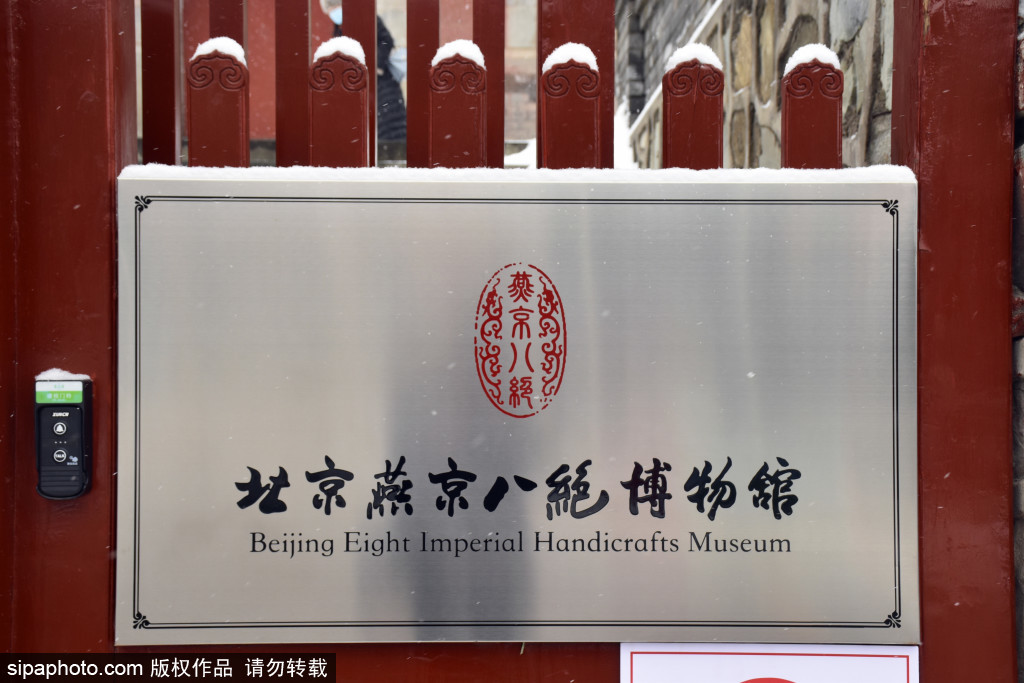 燕京八絕
北京燕京八絕博物館
Beijing Eight Imperial Handicrafts Museum
sipaphoto.com 版权作品 请勿转载